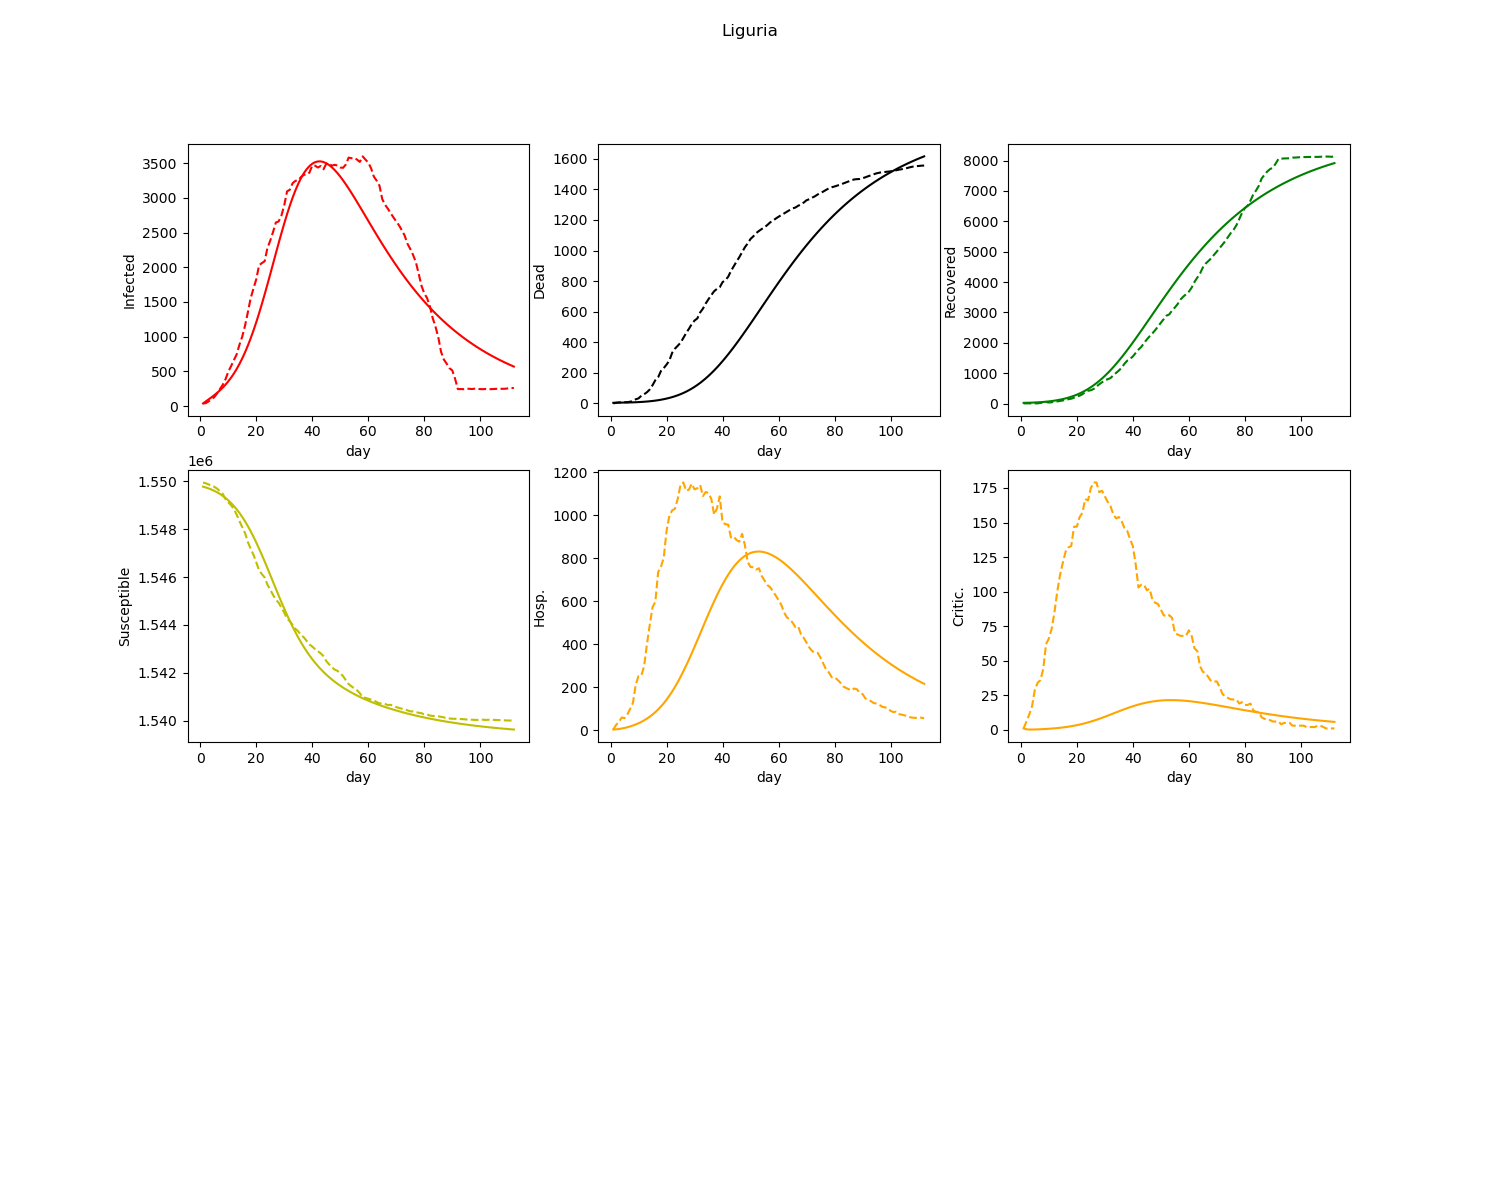 Liguria
Infected
3500
3000
2500
2000
1500
1000
500
0
0 20 40 60 80 100
day
Dead
1600
1400
1200
1000
800
600
400
200
0
0 20 40 60 80 100
day
Recovered
8000
7000
6000
5000
4000
3000
2000
1000
0
0 20 40 60 80 100
day
1e6
Susceptible
1.550
1.548
1.546
1.544
1.542
1.540
0 20 40 60 80 100
day
Hosp.
1200
1000
800
600
400
200
0
0 20 40 60 80 100
day
Critic.
175
150
125
100
75
50
25
0
0 20 40 60 80 100
day